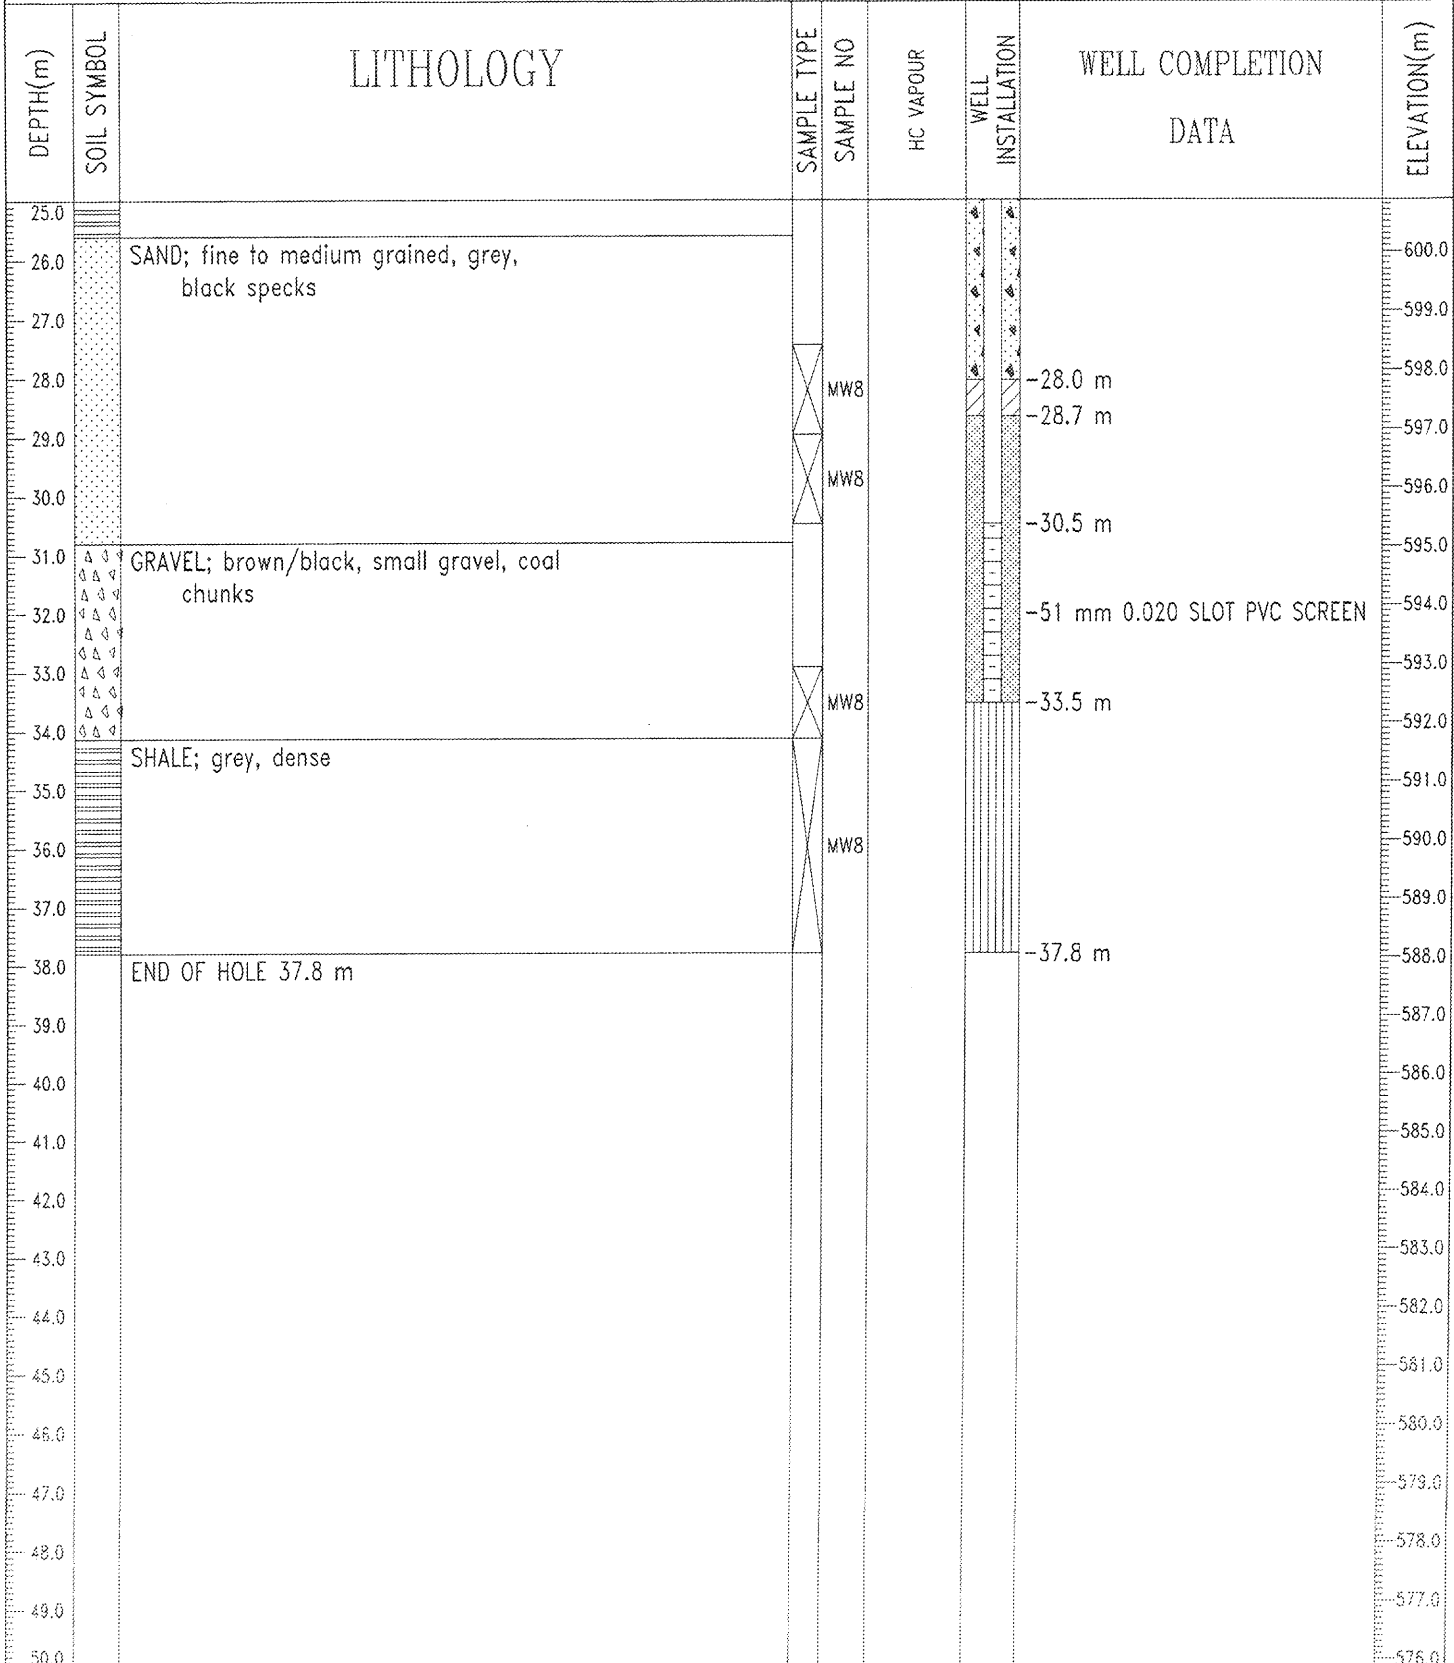 DEPTH(m)
SOIL SYMBOL
LITHOLOGY
SAMPLE TYPE
SAMPLE NO
HC VAPOUR
WELL
INSTALLATION
WELL COMPLETION
DATA
ELEVATION(m)
25.0
26.0
27.0
28.0
29.0
30.0
31.0
32.0
33.0
34.0
35.0
36.0
37.0
38.0
39.0
40.0
41.0
42.0
43.0
44.0
45.0
46.0
47.0
48.0
49.0
50.0
SAND; fine to medium grained, grey,
black specks
GRAVEL; brown/black, small gravel, coal
chunks
SHALE; grey, dense
END OF HOLE 37.8 m
MW8
MW8
MW8
MW8
-28.0 m
-28.7 m
-30.5 m
-51 mm 0.020 SLOT PVC SCREEN
-33.5 m
-37.8 m
600.0
599.0
598.0
597.0
596.0
595.0
594.0
593.0
592.0
591.0
590.0
589.0
588.0
587.0
586.0
585.0
584.0
583.0
582.0
581.0
580.0
579.0
578.0
577.0
576.0